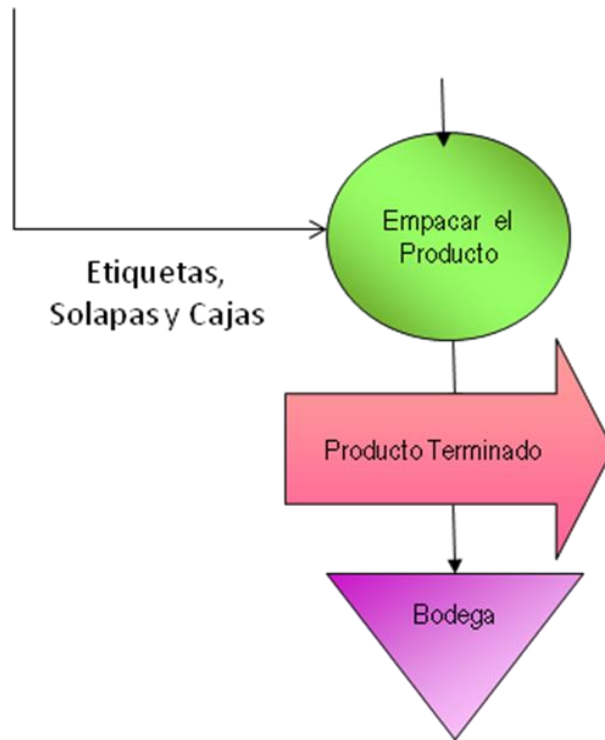 Empacar el
Producto
Etiquetas,
Solapas y Cajas
Producto Terminado
Bodega